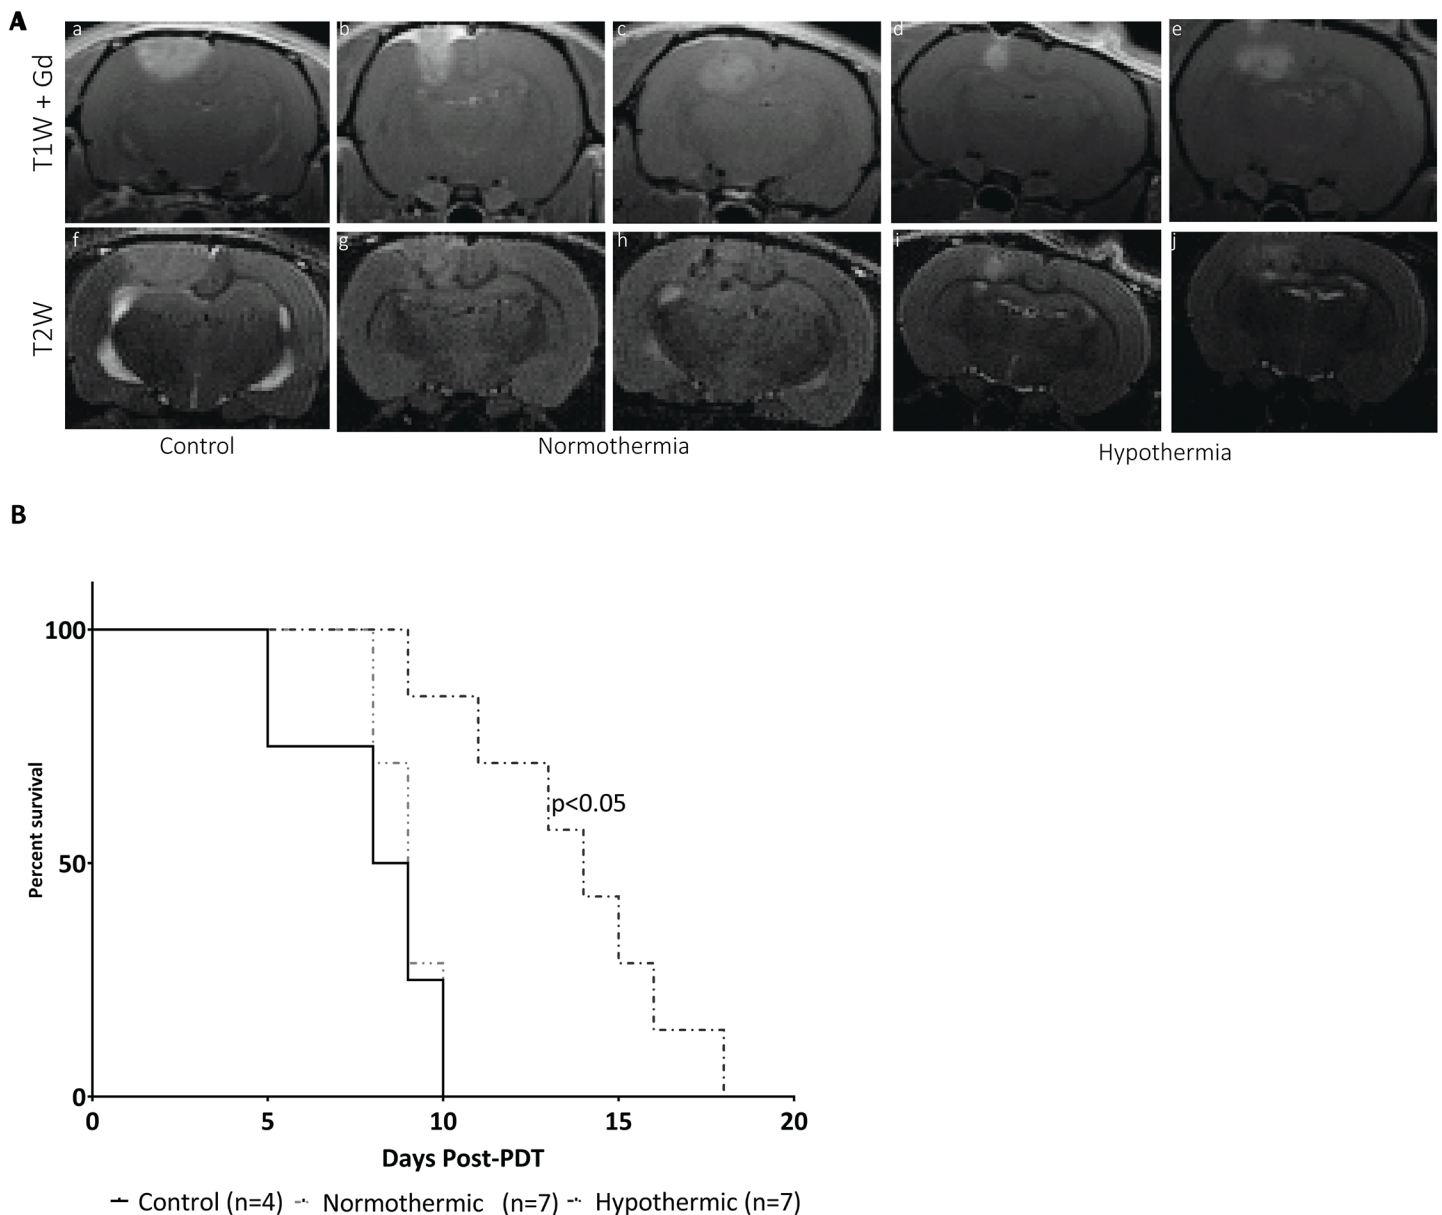 A
T1W + Gd
a
b
c
d
e
T2W
f
g
h
i
j
Control
Normothermia
Hypothermia
B
Percent survival
100
50
0
p<0.05
0
5
10
15
20
Days Post-PDT
Control (n=4) Normothermic (n=7) Hypothermic (n=7)